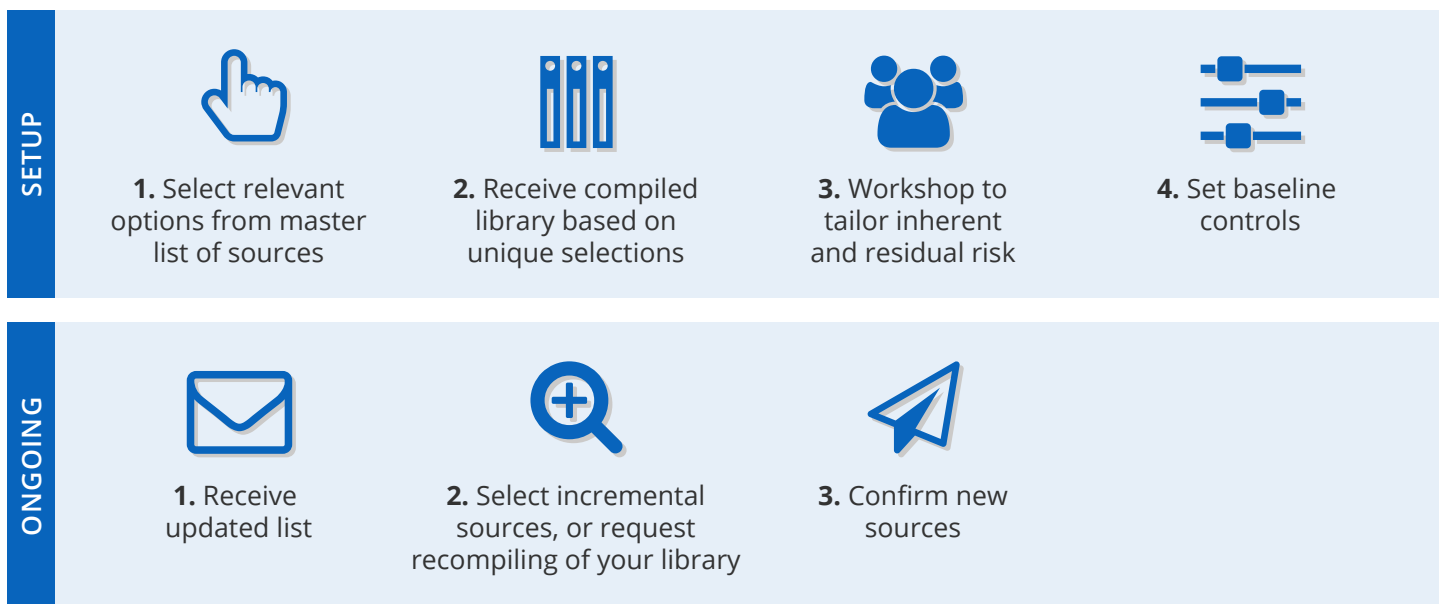 SETUP
1. Select relevant
options from master
list of sources
2. Receive compiled
library based on
unique selections
3. Workshop to
tailor inherent
and residual risk
4. Set baseline
controls
ONGOING
1. Receive
updated list
2. Select incremental
sources, or request
recompiling of your library
3. Confirm new
sources